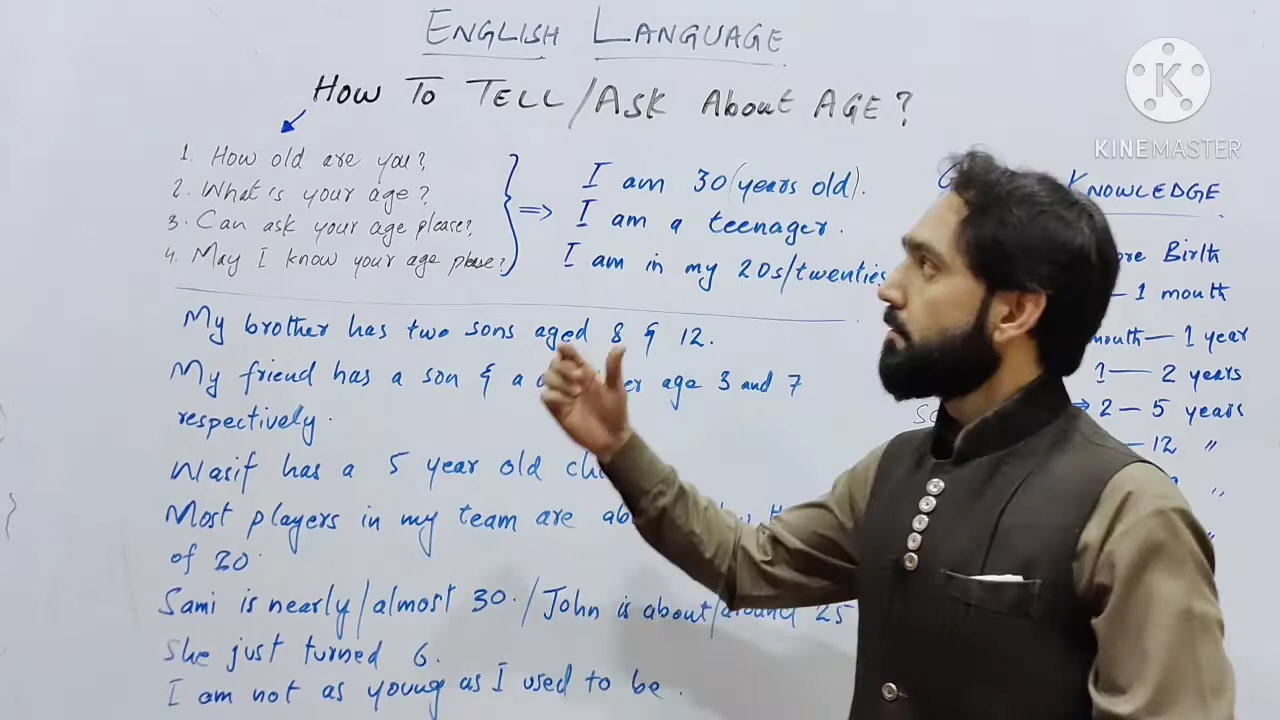 ENGLISH LANGUAGE
HOW TO TELL/ASK About AGE?
1. How old are you?
2. What's your age?
3. Can ask your age please?
4. May I know your age please?
I am 30 (years old).
I am a teenager.
I am in my 20s/twenties
My brother has two sons aged 8 & 12.
My friend has a son & a age 3 and 7
respectively.
Wasif has a 5 year old
Most players in my team are
of 20.
Sami is nearly/almost 30. / John is about/around 25
She just turned 6.
I am not as young as I used to be.
KNOWLEDGE
Birth
— 1 month
— 1 year
1 — 2 years
⇒ 2 — 5 years
— 12 "
"
"
KINEMASTER